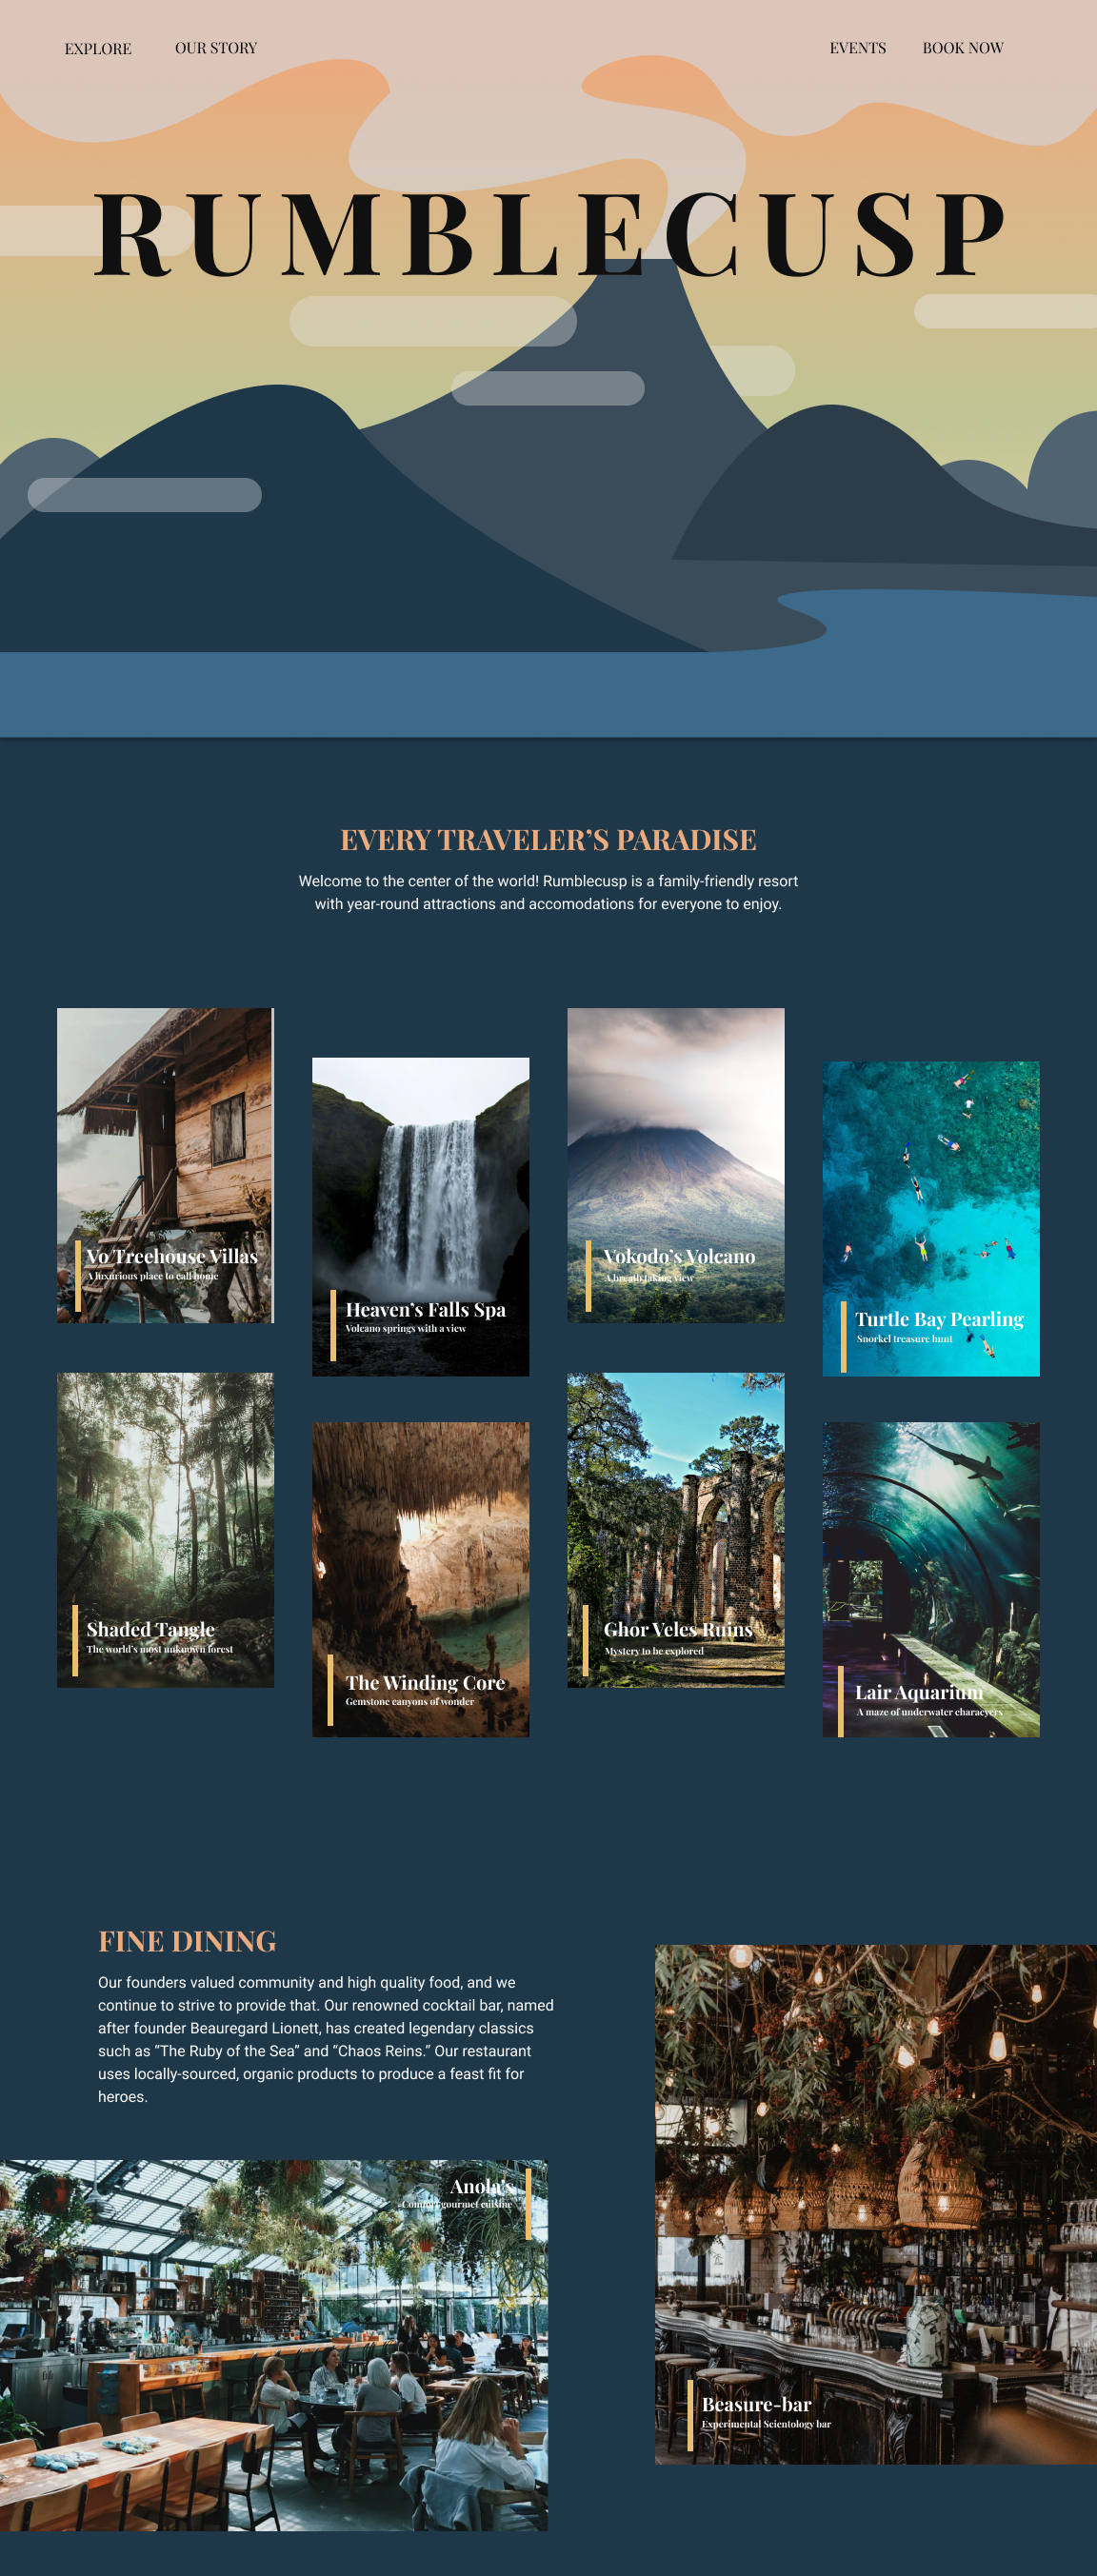 EXPLORE OUR STORY EVENTS BOOK NOW
RUMBLECUSP
EVERY TRAVELER’S PARADISE
Welcome to the center of the world! Rumblecusp is a family-friendly resort
with year-round attractions and accomodations for everyone to enjoy.
Vo Treehouse Villas
A luxurious place to call home
Heaven’s Falls Spa
Volcano springs with a view
Vokodo’s Volcano
A breath taking view
Turtle Bay Pearling
Snorkel treasure hunt
Shaded Tangle
The world’s most unknown forest
The Winding Core
Gemstone canyons of wonder
Ghor Veles Ruins
Mystery to be explored
Lair Aquarium
A maze of underwater characyers
FINE DINING
Our founders valued community and high quality food, and we
continue to strive to provide that. Our renowned cocktail bar, named
after founder Beauregard Lionett, has created legendary classics
such as “The Ruby of the Sea” and “Chaos Reins.” Our restaurant
uses locally-sourced, organic products to produce a feast fit for
heroes.
Anola’s
gourmet cuisine
Beasure-bar
Experimental Scientology bar